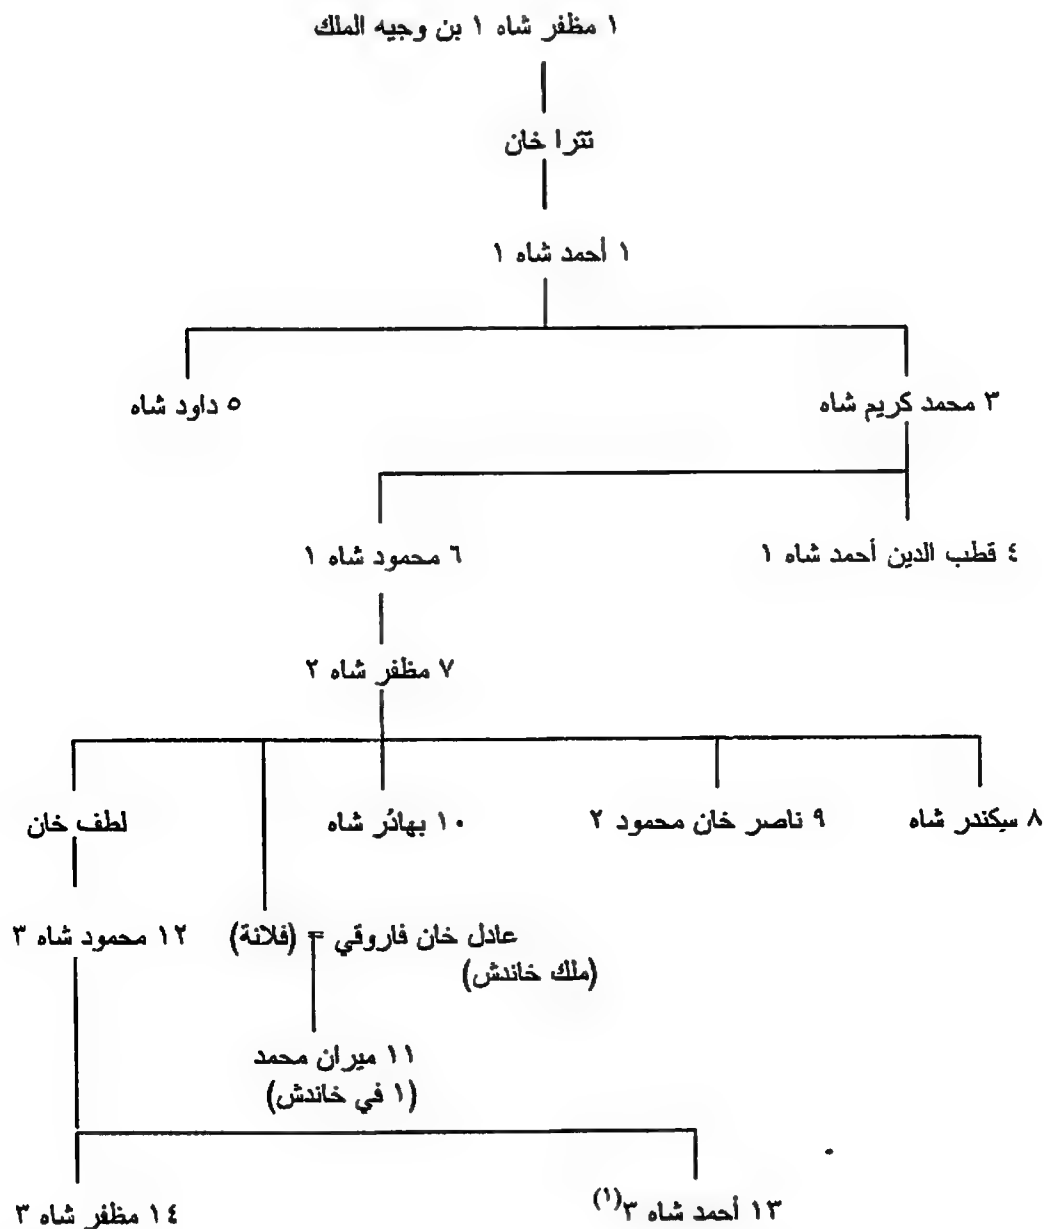 ١ مظفر شاه ١ بن وجيه الملك
تترا خان
١ أحمد شاه ١
٣ محمد كريم شاه
٥ داود شاه
٤ قطب الدين أحمد شاه ١
٦ محمود شاه ١
٧ مظفر شاه ٢
٨ سيكندر شاه
٩ ناصر خان محمود ٢
١٠ بهائر شاه
لطف خان
عادل خان فاروقي = (فلانة)
(ملك خاندش)
١٢ محمود شاه ٣
١١ ميران محمد
(١ في خاندش)
١٣ أحمد شاه ٣(١)
١٤ مظفر شاه ٣